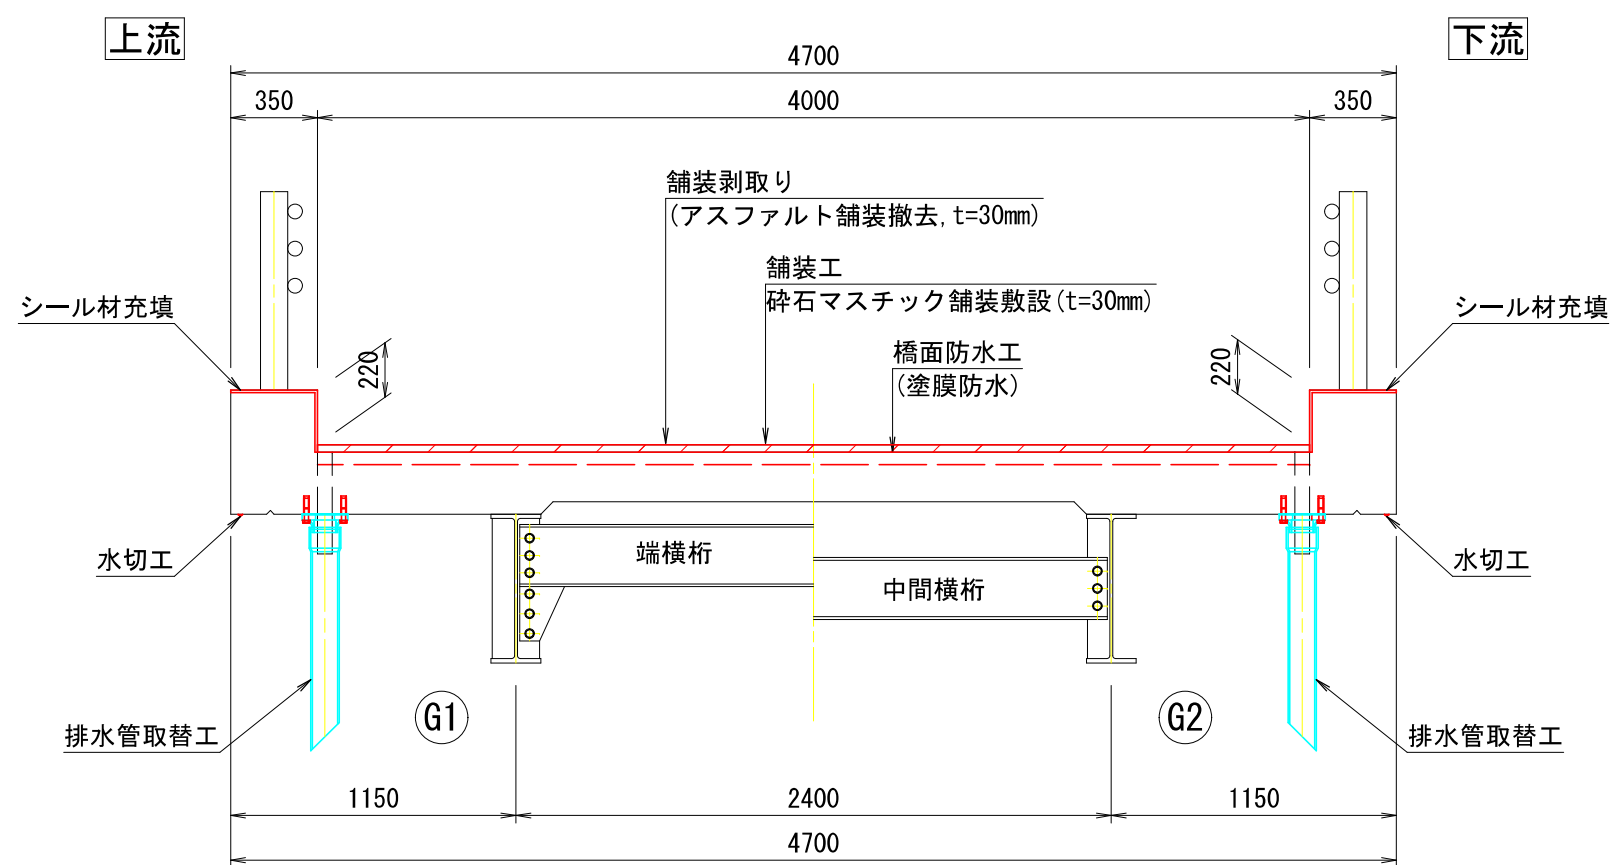 上流
下流
4700
350
4000
350
舗装剥取り
(アスファルト舗装撤去, t=30mm)
舗装工
砕石マスチック舗装敷設(t=30mm)
シール材充填
シール材充填
橋面防水工
(塗膜防水)
220
220
水切工
端横桁
中間横桁
水切工
排水管取替工
G1
G2
排水管取替工
1150
2400
1150
4700